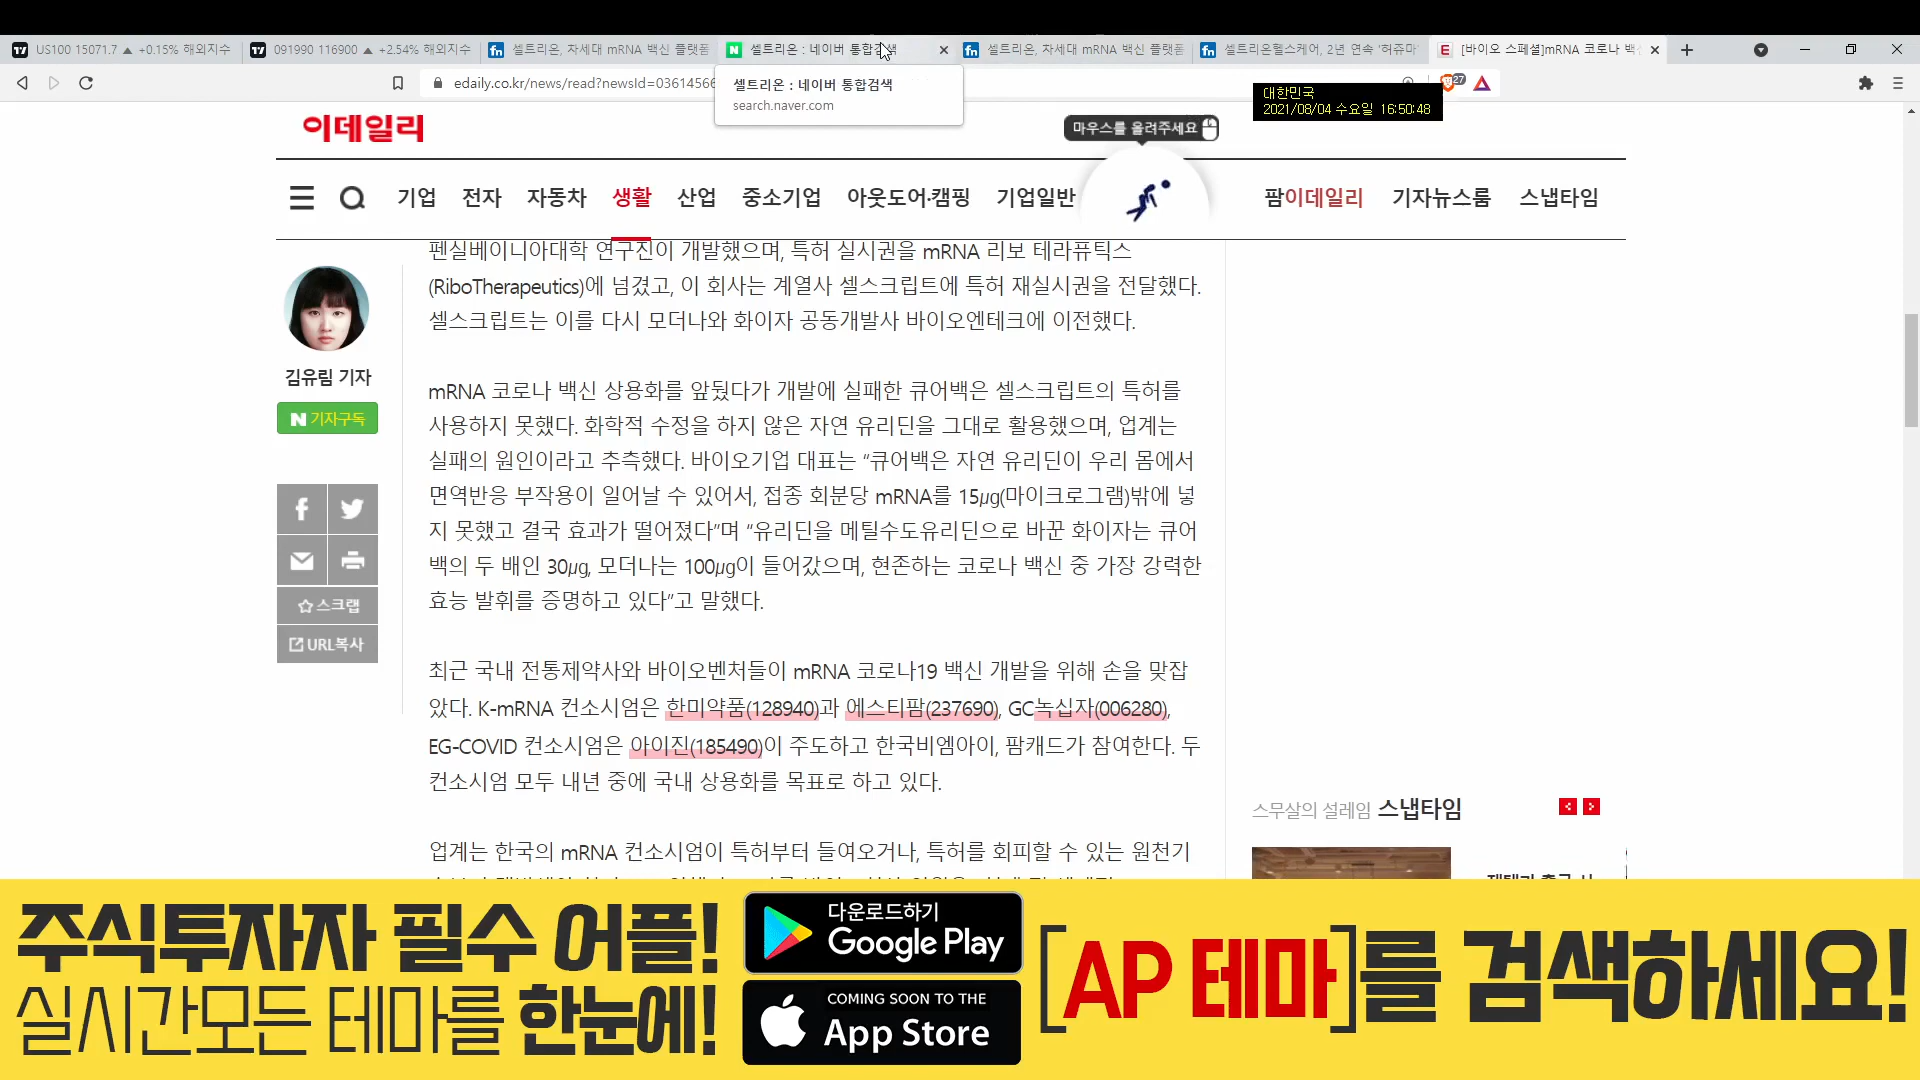 US100 15071.7 ▲ +0.15% 해외지수
091990 116900 ▲ +2.54% 해외지수
셀트리온, 차세대 mRNA 백신 플랫폼
셀트리온 : 네이버 통합검색
셀트리온, 차세대 mRNA 백신 플랫폼
셀트리온헬스케어, 2년 연속 '허쥬마'
[바이오 스페셜]mRNA 코로나 백
edaily.co.kr/news/read?newsId=03614566
셀트리온 : 네이버 통합검색
search.naver.com
27
대한민국
2021/08/04 수요일 16:50:48
이데일리
마우스를 올려주세요
기업 전자 자동차 생활 산업 중소기업 아웃도어·캠핑 기업일반
팜이데일리 기자뉴스룸 스냅타임
펜실베이니아대학 연구진이 개발했으며, 특허 실시권을 mRNA 리보 테라퓨틱스
(RiboTherapeutics)에 넘겼고, 이 회사는 계열사 셀스크립트에 특허 재실시권을 전달했다.
셀스크립트는 이를 다시 모더나와 화이자 공동개발사 바이오엔테크에 이전했다.
김유림 기자
N 기자구독
스크랩
URL복사
mRNA 코로나 백신 상용화를 앞뒀다가 개발에 실패한 큐어백은 셀스크립트의 특허를
사용하지 못했다. 화학적 수정을 하지 않은 자연 유리딘을 그대로 활용했으며, 업계는
실패의 원인이라고 추측했다. 바이오기업 대표는 “큐어백은 자연 유리딘이 우리 몸에서
면역반응 부작용이 일어날 수 있어서, 접종 회분당 mRNA를 15㎍(마이크로그램)밖에 넣
지 못했고 결국 효과가 떨어졌다”며 “유리딘을 메틸수도유리딘으로 바꾼 화이자는 큐어
백의 두 배인 30㎍, 모더나는 100㎍이 들어갔으며, 현존하는 코로나 백신 중 가장 강력한
효능 발휘를 증명하고 있다”고 말했다.
최근 국내 전통제약사와 바이오벤처들이 mRNA 코로나19 백신 개발을 위해 손을 맞잡
았다. K-mRNA 컨소시엄은 한미약품(128940)과 에스티팜(237690), GC녹십자(006280),
EG-COVID 컨소시엄은 아이진(185490)이 주도하고 한국비엠아이, 팜캐드가 참여한다. 두
컨소시엄 모두 내년 중에 국내 상용화를 목표로 하고 있다.
업계는 한국의 mRNA 컨소시엄이 특허부터 들여오거나, 특허를 회피할 수 있는 원천기
스무살의 설레임 스냅타임
주식투자자 필수 어플!
실시간모든 테마를 한눈에!
다운로드하기
Google Play
COMING SOON TO THE
App Store
[AP 테마]를 검색하세요!